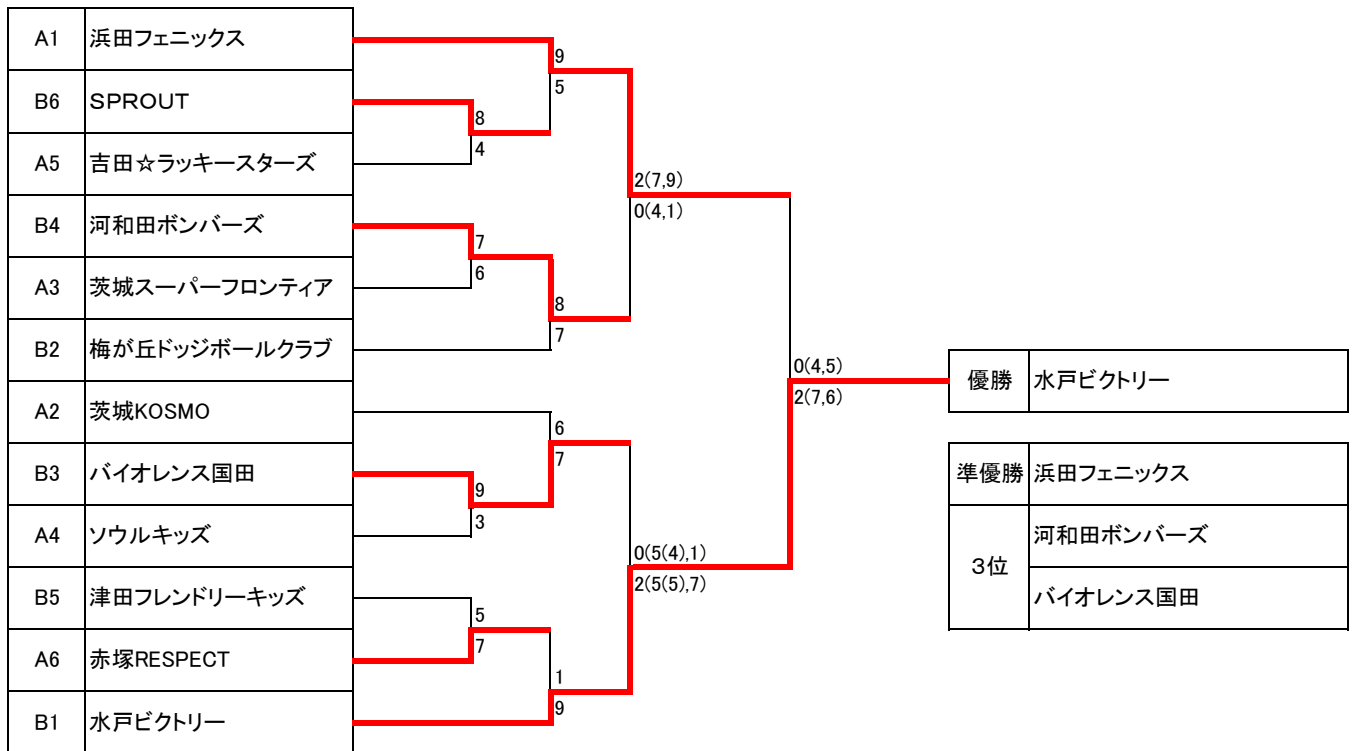 A1 浜田フェニックス
9
B6 SPROUT
5
8
A5 吉田☆ラッキースターズ
4
2(7,9)
B4 河和田ボンバーズ
0(4,1)
7
A3 茨城スーパーフロンティア
6
8
B2 梅が丘ドッジボールクラブ
7
0(4,5)
優勝 水戸ビクトリー
2(7,6)
A2 茨城KOSMO
6
7
B3 バイオレンス国田
準優勝 浜田フェニックス
9
A4 ソウルキッズ
3
河和田ボンバーズ
0(5(4),1)
3位
2(5(5),7)
B5 津田フレンドリーキッズ
バイオレンス国田
5
A6 赤塚RESPECT
7
1
B1 水戸ビクトリー
9